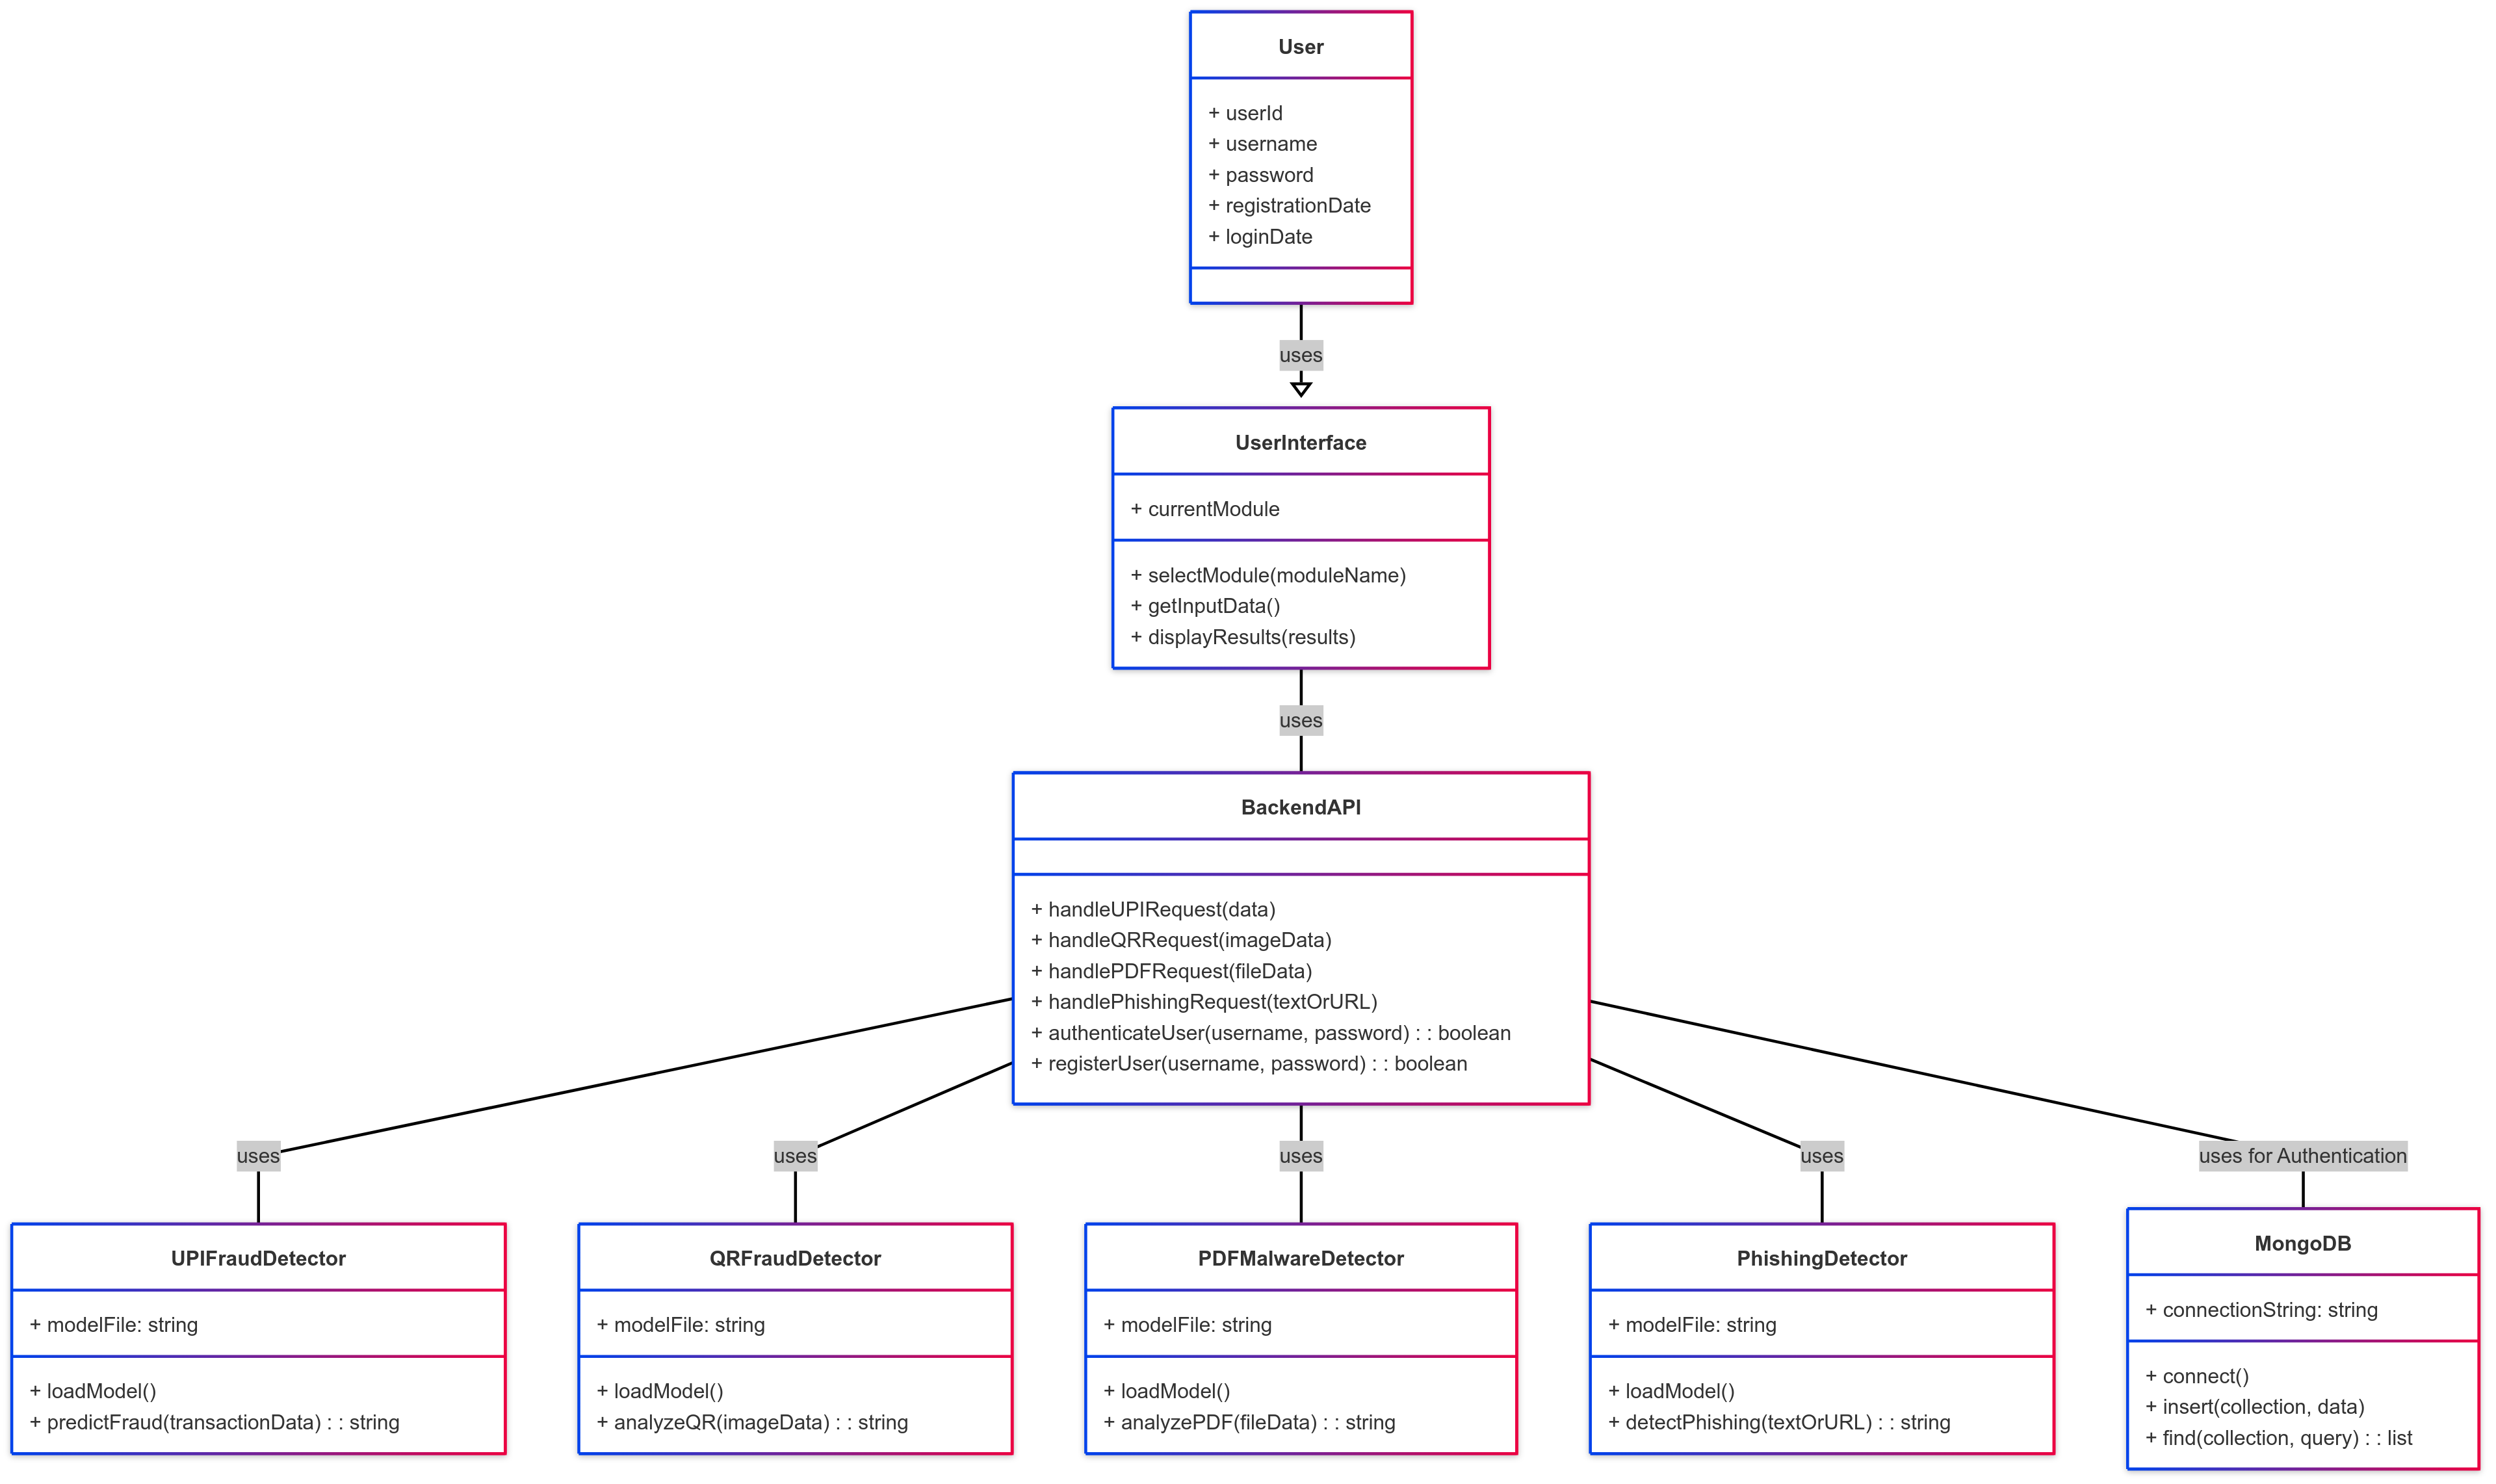 User
+ userId
+ username
+ password
+ registrationDate
+ loginDate
uses
UserInterface
+ currentModule
+ selectModule(moduleName)
+ getInputData()
+ displayResults(results)
uses
BackendAPI
+ handleUPIRequest(data)
+ handleQRRequest(imageData)
+ handlePDFRequest(fileData)
+ handlePhishingRequest(textOrURL)
+ authenticateUser(username, password) : : boolean
+ registerUser(username, password) : : boolean
uses
uses
uses
uses
uses for Authentication
UPIFraudDetector
+ modelFile: string
+ loadModel()
+ predictFraud(transactionData) : : string
QRFraudDetector
+ modelFile: string
+ loadModel()
+ analyzeQR(imageData) : : string
PDFMalwareDetector
+ modelFile: string
+ loadModel()
+ analyzePDF(fileData) : : string
PhishingDetector
+ modelFile: string
+ loadModel()
+ detectPhishing(textOrURL) : : string
MongoDB
+ connectionString: string
+ connect()
+ insert(collection, data)
+ find(collection, query) : : list